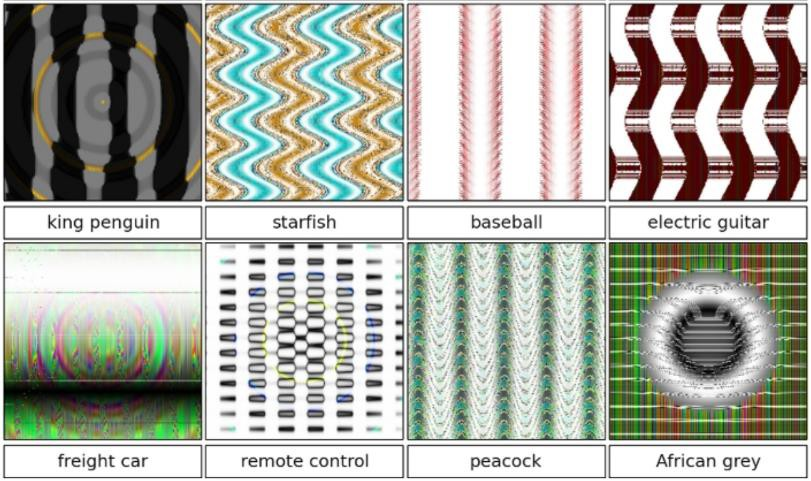 king penguin
starfish
baseball
electric guitar
freight car
remote control
peacock
African grey